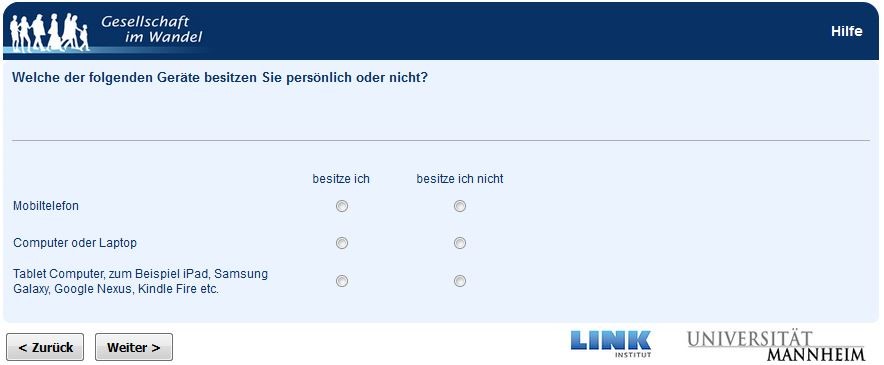 Gesellschaft
im Wandel
Hilfe
Welche der folgenden Geräte besitzen Sie persönlich oder nicht?
besitze ich besitze ich nicht
Mobiltelefon
Computer oder Laptop
Tablet Computer, zum Beispiel iPad, Samsung
Galaxy, Google Nexus, Kindle Fire etc.
< Zurück Weiter >
LINK
INSTITUT
UNIVERSITÄT
MANNHEIM